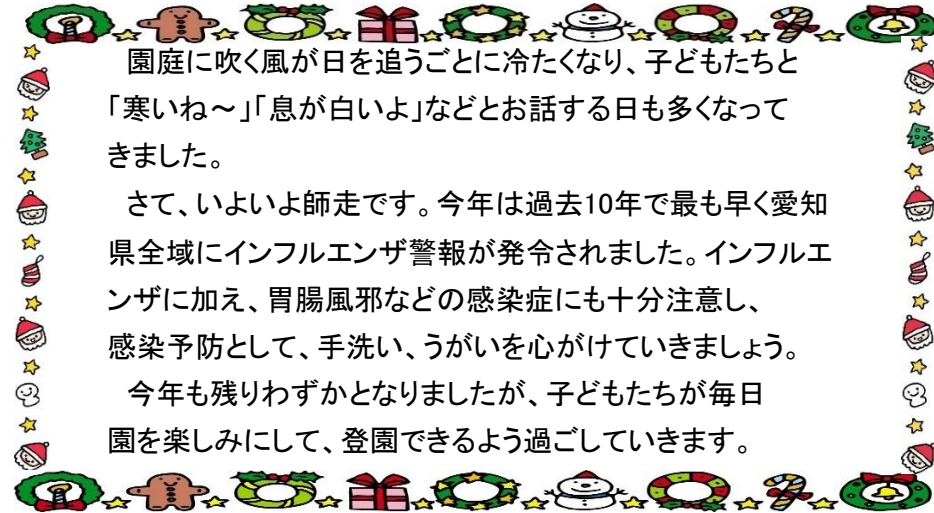 園庭に吹く風が日を追うごとに冷たくなり、子どもたちと
「寒いね～」「息が白いよ」などとお話する日も多くなって
きました。
さて、いよいよ師走です。今年は過去10年で最も早く愛知
県全域にインフルエンザ警報が発令されました。インフルエ
ンザに加え、胃腸風邪などの感染症にも十分注意し、
感染予防として、手洗い、うがいを心がけていきましょう。
今年も残りわずかとなりましたが、子どもたちが毎日
園を楽しみにして、登園できるよう過ごしていきます。